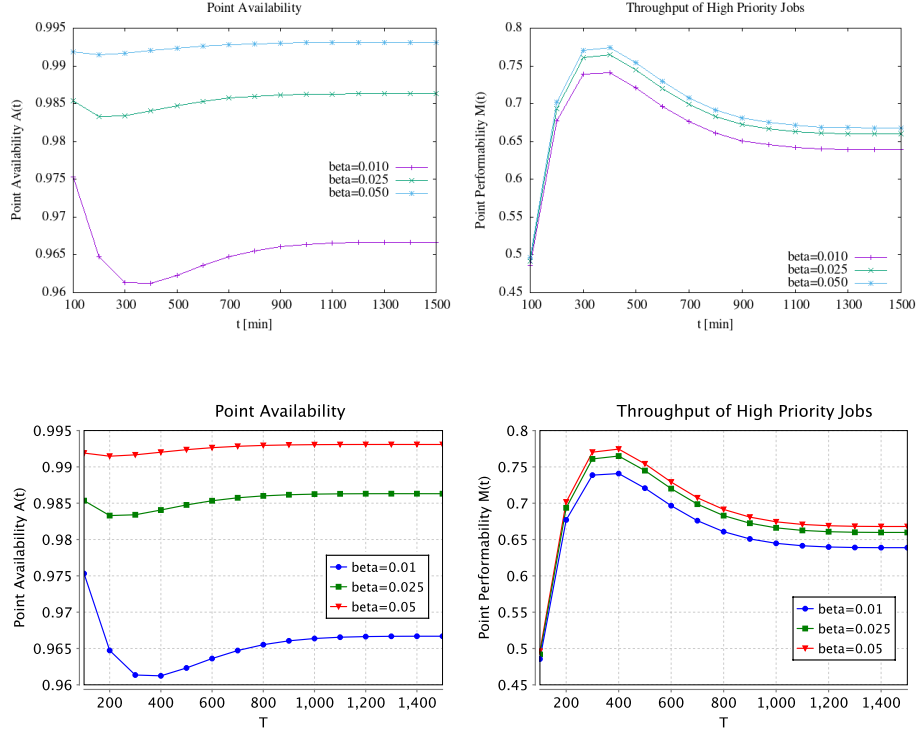 Point Availability
Point Availability A(t)
0.995
0.99
0.985
0.98
0.975
0.97
0.965
0.96
beta=0.010
beta=0.025
beta=0.050
100 300 500 700 900 1100 1300 1500
t [min]
Throughput of High Priority Jobs
Point Performability M(t)
0.8
0.75
0.7
0.65
0.6
0.55
0.5
0.45
beta=0.010
beta=0.025
beta=0.050
100 300 500 700 900 1100 1300 1500
t [min]
Point Availability
Point Availability A(t)
0.995
0.99
0.985
0.98
0.975
0.97
0.965
0.96
beta=0.01
beta=0.025
beta=0.05
200 400 600 800 1,000 1,200 1,400
T
Throughput of High Priority Jobs
Point Performability M(t)
0.8
0.75
0.7
0.65
0.6
0.55
0.5
0.45
beta=0.01
beta=0.025
beta=0.05
200 400 600 800 1,000 1,200 1,400
T